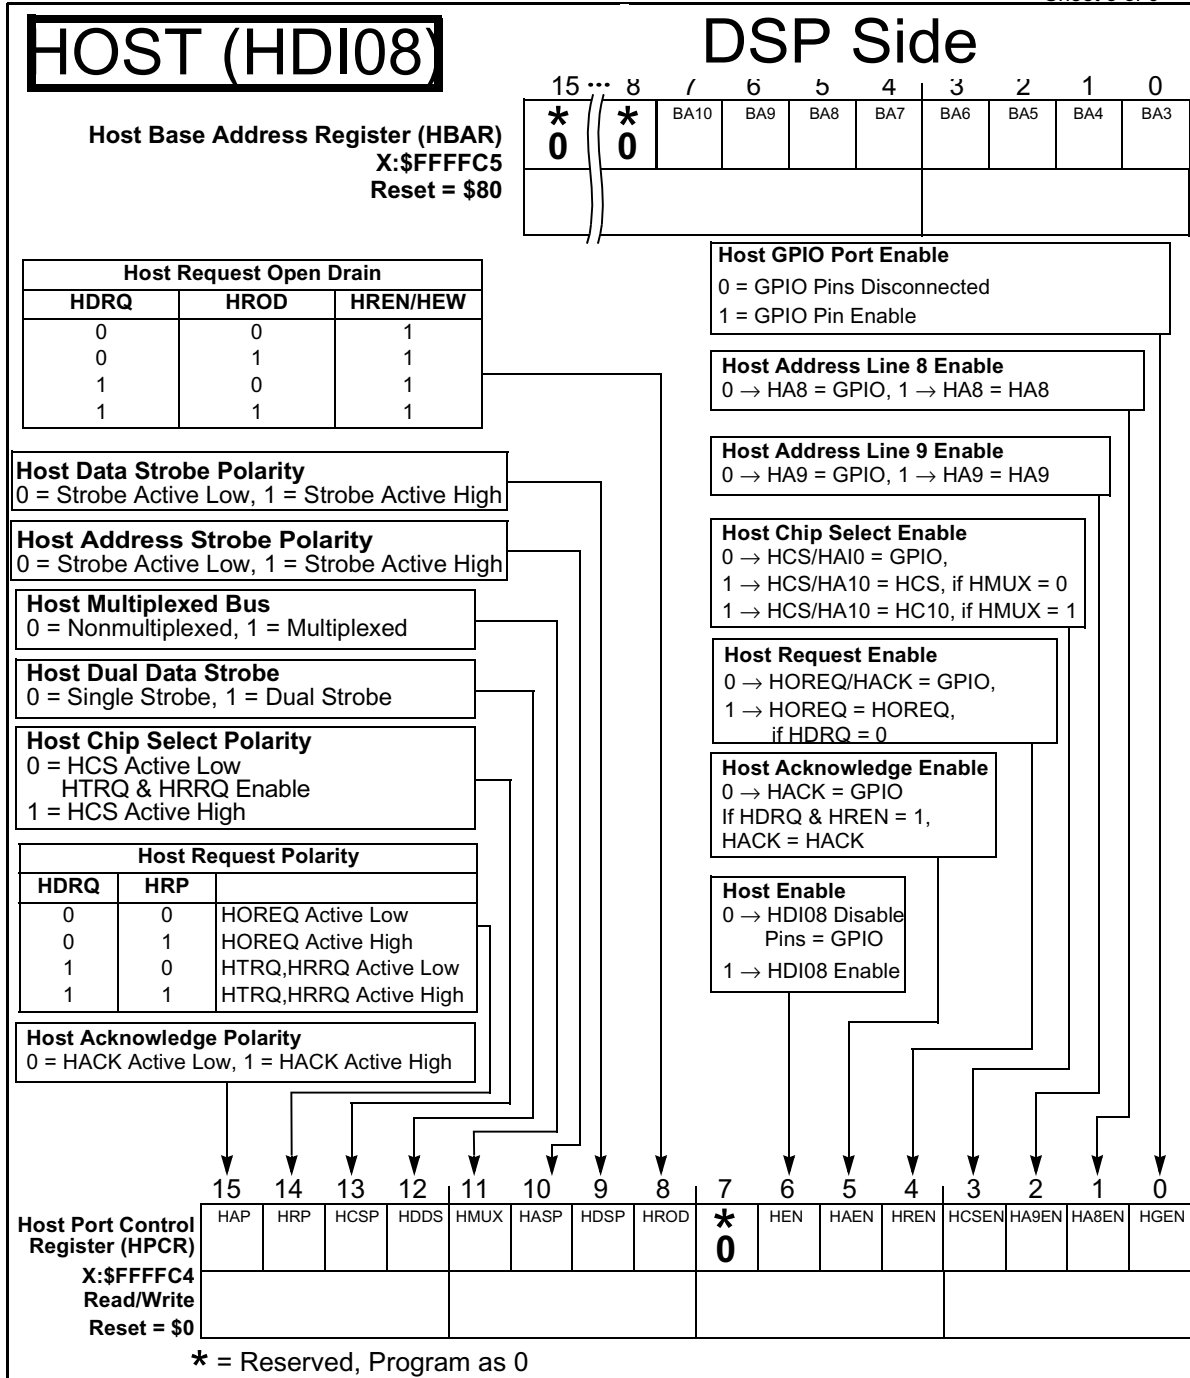 HOST (HDI08)
DSP Side
15 ... 8 7 6 5 4 3 2 1 0
* * BA10 BA9 BA8 BA7 BA6 BA5 BA4 BA3
0 0
Host Base Address Register (HBAR)
X:$FFFFC5
Reset = $80
Host Request Open Drain
HDRQ HROD HREN/HEW
0 0 1
0 1 1
1 0 1
1 1 1
Host Data Strobe Polarity
0 = Strobe Active Low, 1 = Strobe Active High
Host Address Strobe Polarity
0 = Strobe Active Low, 1 = Strobe Active High
Host Multiplexed Bus
0 = Nonmultiplexed, 1 = Multiplexed
Host Dual Data Strobe
0 = Single Strobe, 1 = Dual Strobe
Host Chip Select Polarity
0 = HCS Active Low
HTRQ & HRRQ Enable
1 = HCS Active High
Host Request Polarity
HDRQ HRP
0 0 HOREQ Active Low
0 1 HOREQ Active High
1 0 HTRQ,HRRQ Active Low
1 1 HTRQ,HRRQ Active High
Host Acknowledge Polarity
0 = HACK Active Low, 1 = HACK Active High
Host GPIO Port Enable
0 = GPIO Pins Disconnected
1 = GPIO Pin Enable
Host Address Line 8 Enable
0 → HA8 = GPIO, 1 → HA8 = HA8
Host Address Line 9 Enable
0 → HA9 = GPIO, 1 → HA9 = HA9
Host Chip Select Enable
0 → HCS/HAI0 = GPIO,
1 → HCS/HA10 = HCS, if HMUX = 0
1 → HCS/HA10 = HC10, if HMUX = 1
Host Request Enable
0 → HOREQ/HACK = GPIO,
1 → HOREQ = HOREQ,
if HDRQ = 0
Host Acknowledge Enable
0 → HACK = GPIO
If HDRQ & HREN = 1,
HACK = HACK
Host Enable
0 → HDI08 Disable
Pins = GPIO
1 → HDI08 Enable
15 14 13 12 11 10 9 8 7 6 5 4 3 2 1 0
HAP HRP HCSP HDDS HMUX HASP HDSP HROD * HEN HAEN HREN HCSEN HA9EN HA8EN HGEN
0
Host Port Control
Register (HPCR)
X:$FFFFC4
Read/Write
Reset = $0
* = Reserved, Program as 0